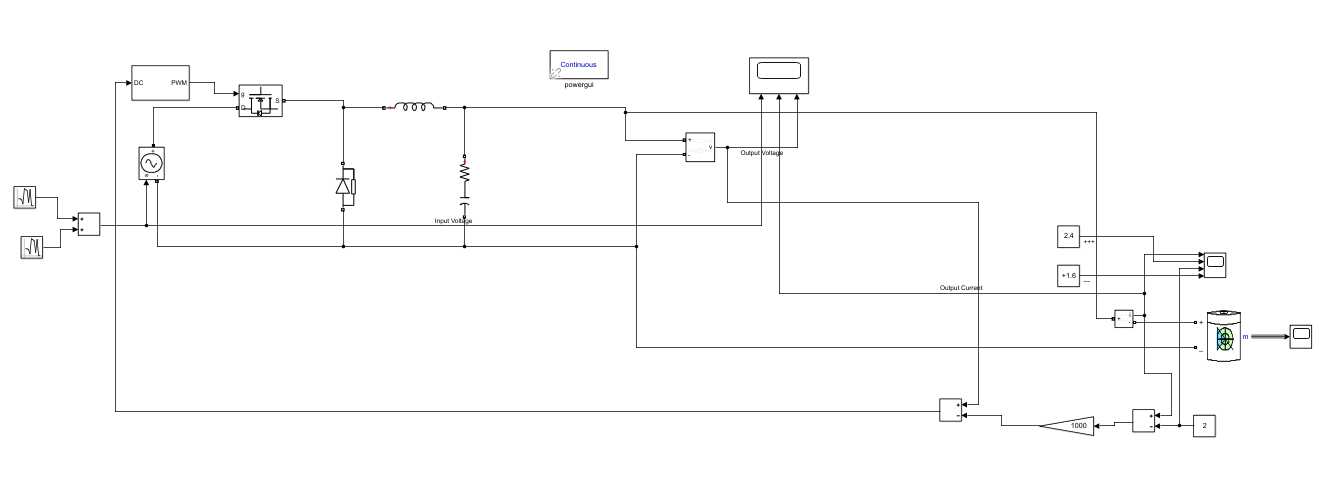 Continuous
powergui
DC
PWM
g
D
S
+
-
v
Output Voltage
Input Voltage
+
+
2.4
+++
+1.6
---
Output Current
+
i
-
+
-
m
+
-
1000
+
-
2